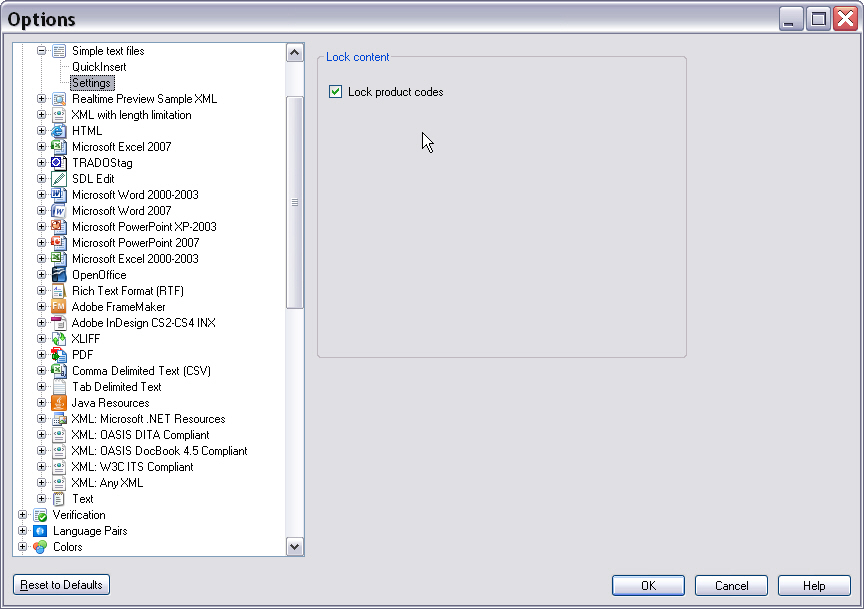 Options
Simple text files
QuickInsert
Settings
Realtime Preview Sample XML
XML with length limitation
HTML
Microsoft Excel 2007
TRADOStag
SDL Edit
Microsoft Word 2000-2003
Microsoft Word 2007
Microsoft PowerPoint XP-2003
Microsoft PowerPoint 2007
Microsoft Excel 2000-2003
OpenOffice
Rich Text Format (RTF)
Adobe FrameMaker
Adobe InDesign CS2-CS4 INX
XLIFF
PDF
Comma Delimited Text (CSV)
Tab Delimited Text
Java Resources
XML: Microsoft .NET Resources
XML: OASIS DITA Compliant
XML: OASIS DocBook 4.5 Compliant
XML: W3C ITS Compliant
XML: Any XML
Text
Verification
Language Pairs
Colors
Lock content
Lock product codes
Reset to Defaults
OK
Cancel
Help